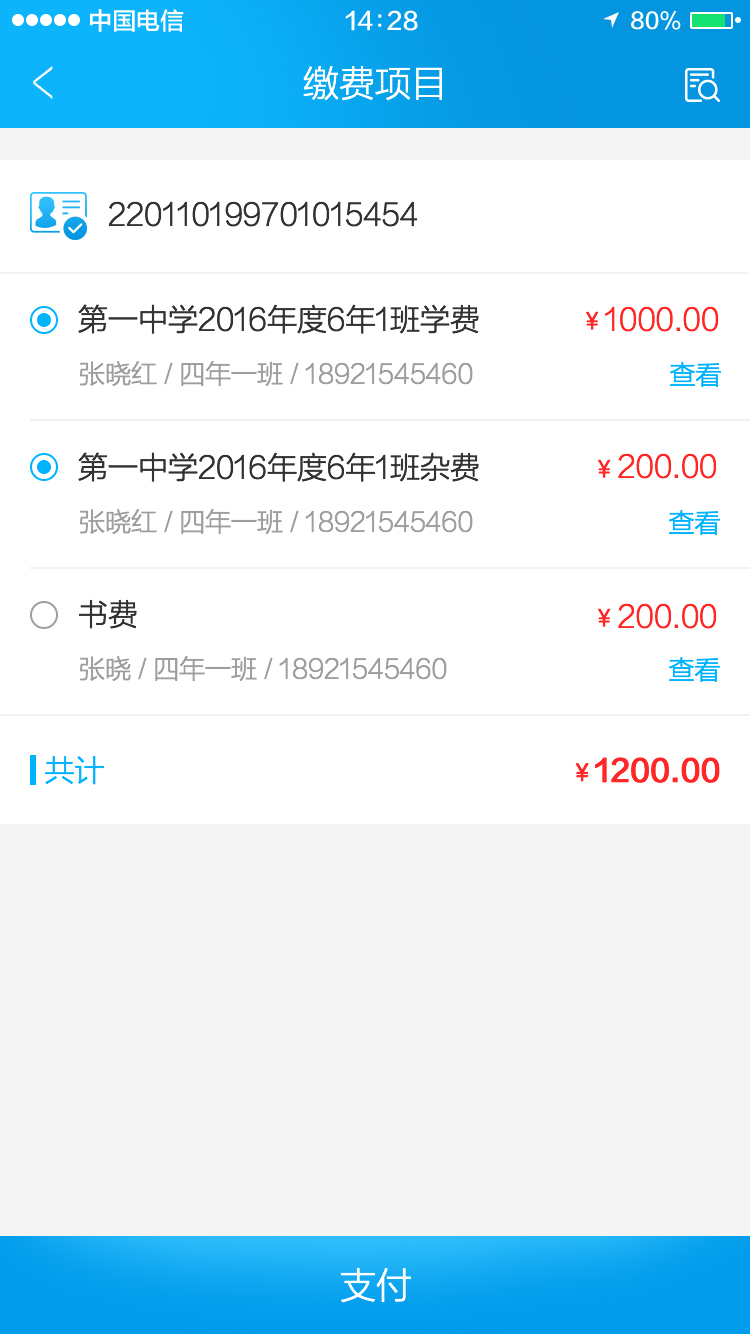 中国电信 14:28 80%
缴费项目
220110199701015454
第一中学2016年度6年1班学费 ¥1000.00
张晓红 / 四年一班 / 18921545460 查看
第一中学2016年度6年1班杂费 ¥200.00
张晓红 / 四年一班 / 18921545460 查看
书费 ¥200.00
张晓 / 四年一班 / 18921545460 查看
共计 ¥1200.00
支付